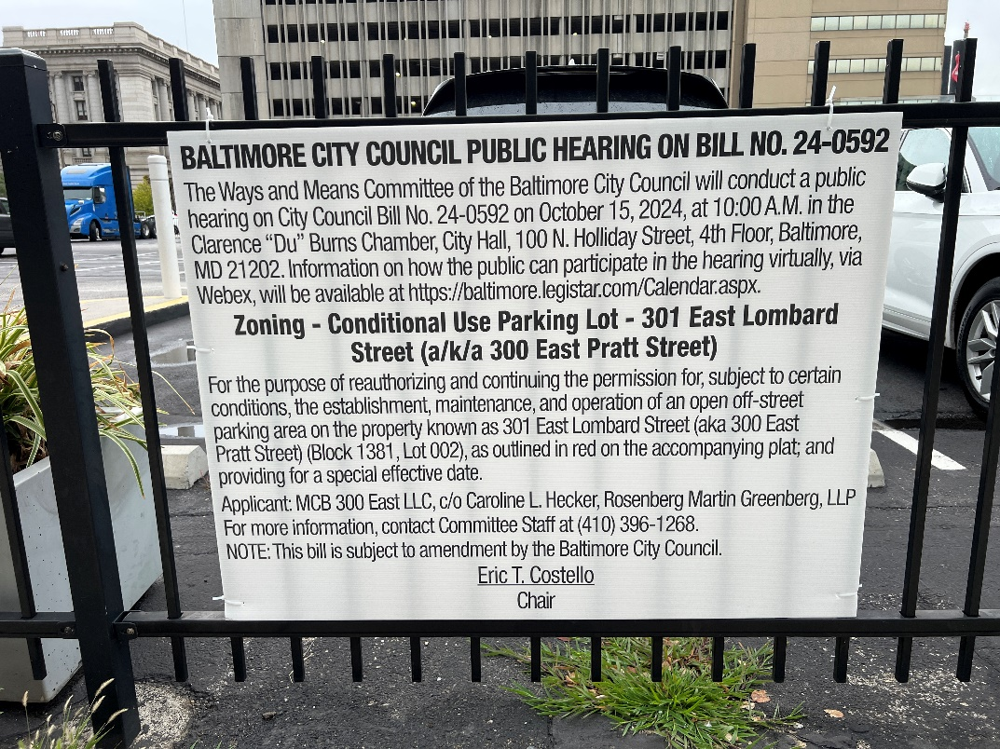 BALTIMORE CITY COUNCIL PUBLIC HEARING ON BILL NO. 24-0592
The Ways and Means Committee of the Baltimore City Council will conduct a public
hearing on City Council Bill No. 24-0592 on October 15, 2024, at 10:00 A.M. in the
Clarence “Du” Burns Chamber, City Hall, 100 N. Holliday Street, 4th Floor, Baltimore,
MD 21202. Information on how the public can participate in the hearing virtually, via
Webex, will be available at https://baltimore.legistar.com/Calendar.aspx.
Zoning - Conditional Use Parking Lot - 301 East Lombard
Street (a/k/a 300 East Pratt Street)
For the purpose of reauthorizing and continuing the permission for, subject to certain
conditions, the establishment, maintenance, and operation of an open off-street
parking area on the property known as 301 East Lombard Street (aka 300 East
Pratt Street) (Block 1381, Lot 002), as outlined in red on the accompanying plat; and
providing for a special effective date.
Applicant: MCB 300 East LLC, c/o Caroline L. Hecker, Rosenberg Martin Greenberg, LLP
For more information, contact Committee Staff at (410) 396-1268.
NOTE: This bill is subject to amendment by the Baltimore City Council.
Eric T. Costello
Chair